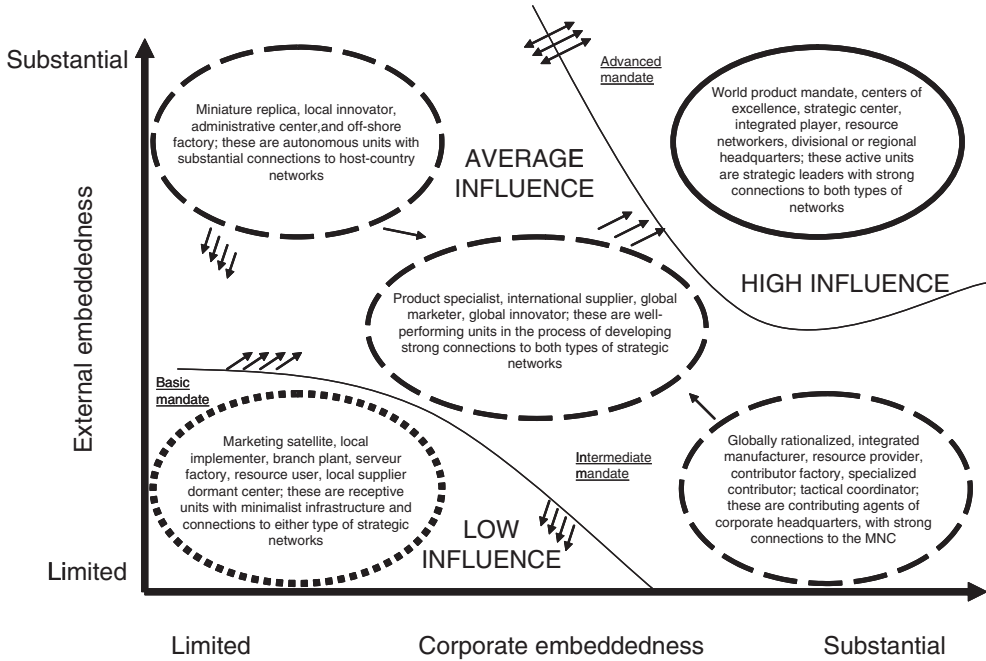 Substantial
External embeddedness
Limited
Miniature replica, local innovator,
administrative center,and off-shore
factory; these are autonomous units with
substantial connections to host-country
networks
AVERAGE
INFLUENCE
Advanced
mandate
World product mandate, centers of
excellence, strategic center,
integrated player, resource
networkers, divisional or regional
headquarters; these active units
are strategic leaders with strong
connections to both types of
networks
HIGH INFLUENCE
Product specialist, international supplier, global
marketer, global innovator; these are well-
performing units in the process of developing
strong connections to both types of strategic
networks
Basic
mandate
Marketing satellite, local
implementer, branch plant, serveur
factory, resource user, local supplier
dormant center; these are receptive
units with minimalist infrastructure and
connections to either type of strategic
networks
LOW
INFLUENCE
Intermediate
mandate
Globally rationalized, integrated
manufacturer, resource provider,
contributor factory, specialized
contributor; tactical coordinator;
these are contributing agents of
corporate headquarters, with strong
connections to the MNC
Limited
Corporate embeddedness
Substantial